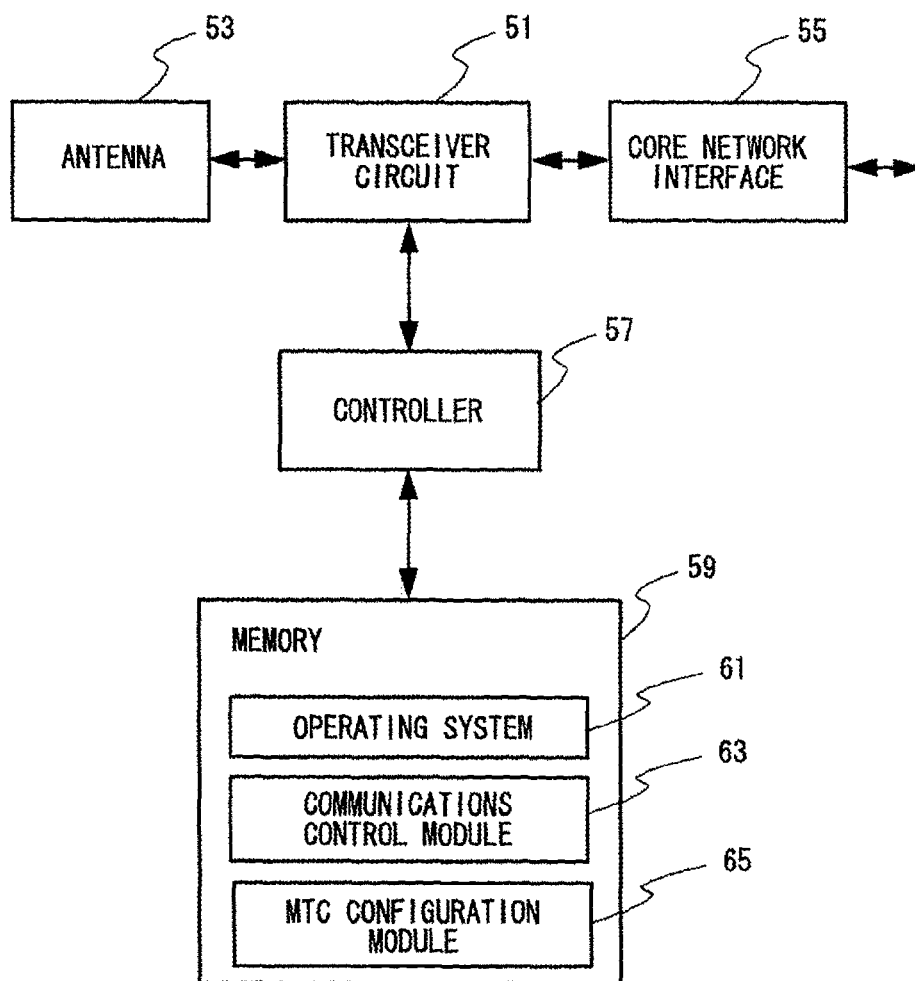 53
51
55
ANTENNA
TRANSCEIVER
CIRCUIT
CORE NETWORK
INTERFACE
57
CONTROLLER
59
MEMORY
61
OPERATING SYSTEM
63
COMMUNICATIONS
CONTROL MODULE
65
MTC CONFIGURATION
MODULE